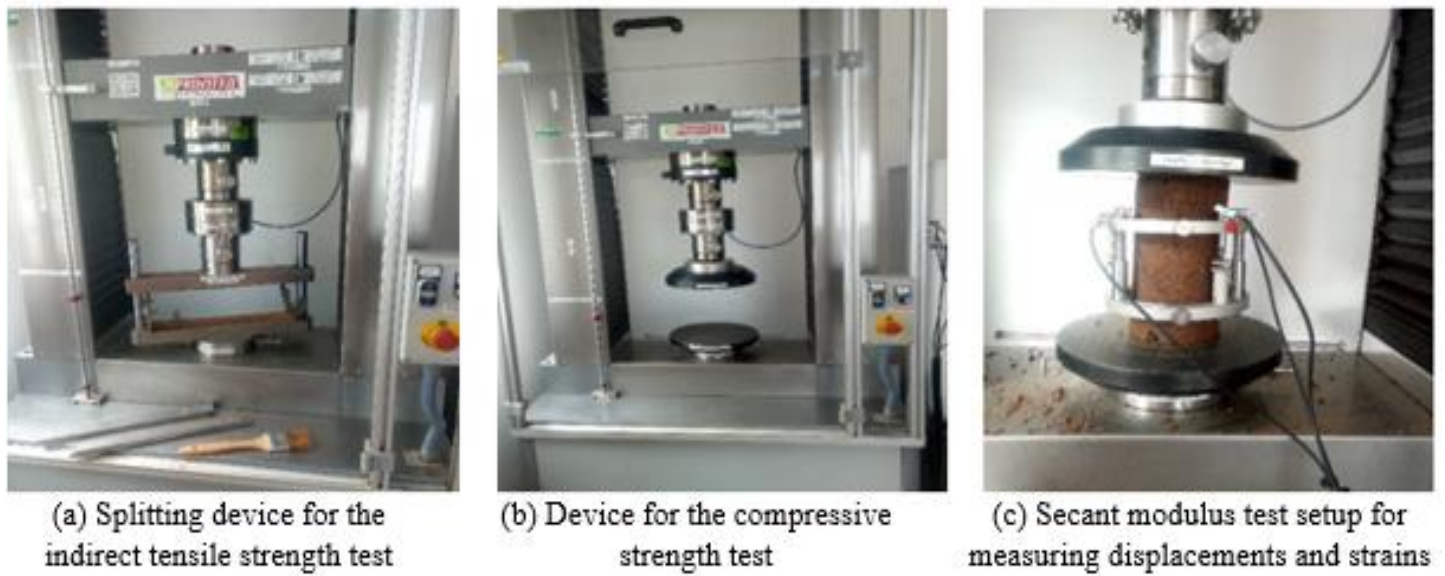 (a) Splitting device for the
indirect tensile strength test
(b) Device for the compressive
strength test
(c) Secant modulus test setup for
measuring displacements and strains